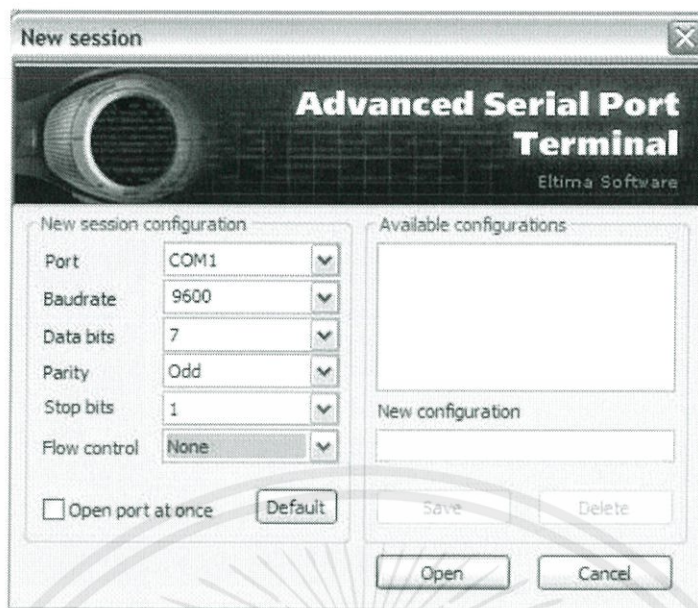 New session
Advanced Serial Port
Terminal
Eltima Software
New session configuration
Port COM1
Baudrate 9600
Data bits 7
Parity Odd
Stop bits 1
Flow control None
Open port at once Default
Available configurations
New configuration
Save Delete
Open Cancel